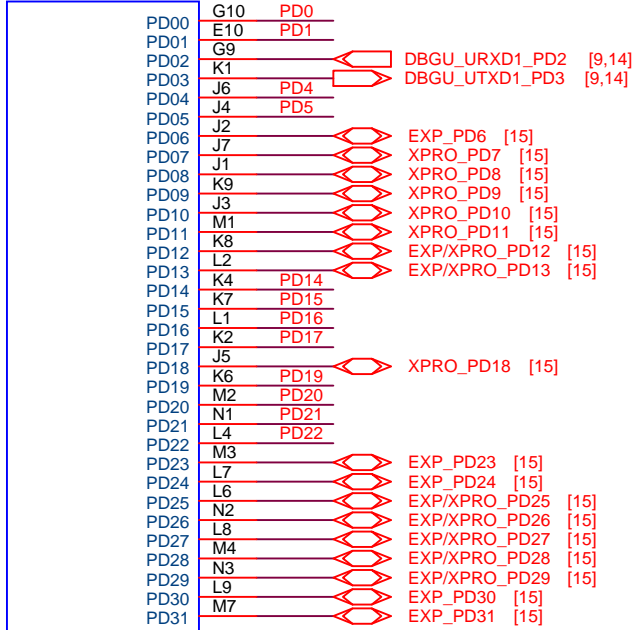 PD00 G10 PD0
PD01 E10 PD1
PD02 G9 DBGU_URXD1_PD2 [9,14]
PD03 K1 DBGU_UTXD1_PD3 [9,14]
PD04 J6 PD4
PD05 J4 PD5
PD06 J2 EXP_PD6 [15]
PD07 J7 XPRO_PD7 [15]
PD08 J1 XPRO_PD8 [15]
PD09 K9 XPRO_PD9 [15]
PD10 J3 XPRO_PD10 [15]
PD11 M1 XPRO_PD11 [15]
PD12 K8 EXP/XPRO_PD12 [15]
PD13 L2 EXP/XPRO_PD13 [15]
PD14 K4 PD14
PD15 K7 PD15
PD16 L1 PD16
PD17 K2 PD17
PD18 J5 XPRO_PD18 [15]
PD19 K6 PD19
PD20 M2 PD20
PD21 N1 PD21
PD22 L4 PD22
PD23 M3 EXP_PD23 [15]
PD24 L7 EXP_PD24 [15]
PD25 L6 EXP/XPRO_PD25 [15]
PD26 N2 EXP/XPRO_PD26 [15]
PD27 L8 EXP/XPRO_PD27 [15]
PD28 M4 EXP/XPRO_PD28 [15]
PD29 N3 EXP/XPRO_PD29 [15]
PD30 L9 EXP_PD30 [15]
PD31 M7 EXP_PD31 [15]